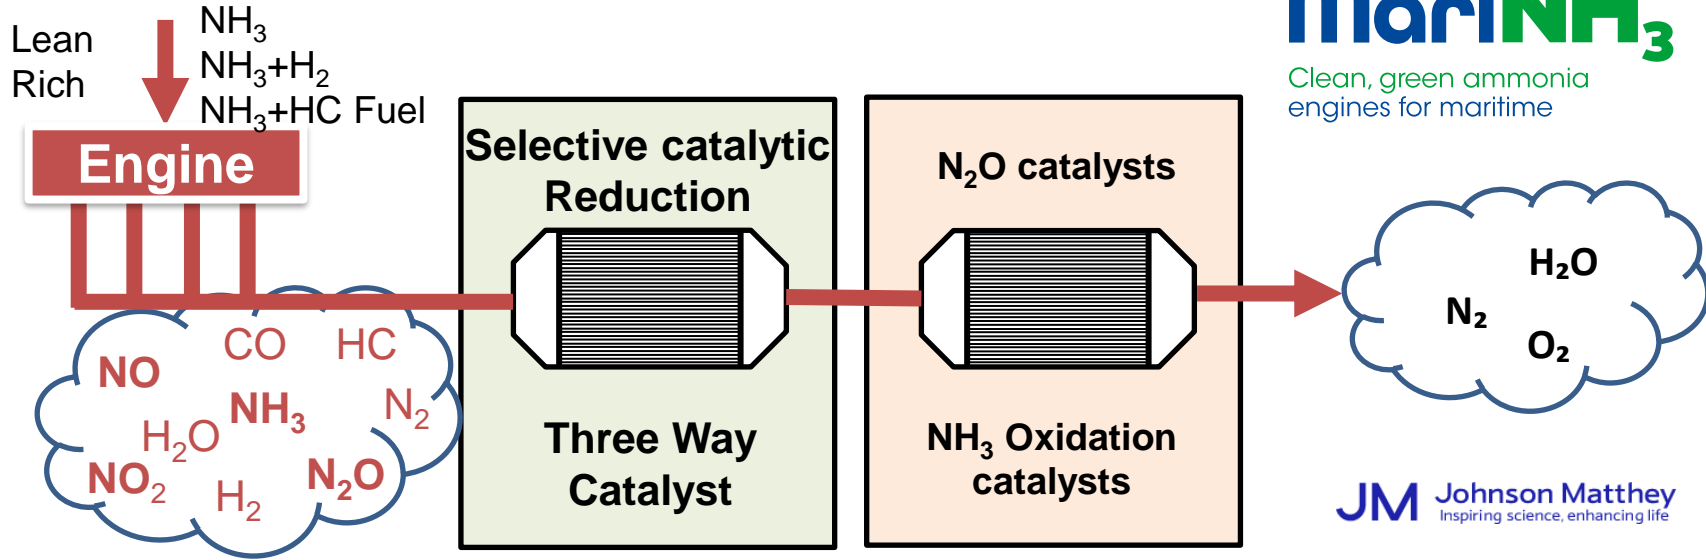 Lean
Rich
NH₃
NH₃+H₂
NH₃+HC Fuel
Engine
CO
HC
NO
NH₃
N₂
H₂O
NO₂
H₂
N₂O
Selective catalytic
Reduction
Three Way
Catalyst
N₂O catalysts
NH₃ Oxidation
catalysts
MariNH₃
Clean, green ammonia
engines for maritime
H₂O
N₂
O₂
JM Johnson Matthey
Inspiring science, enhancing life